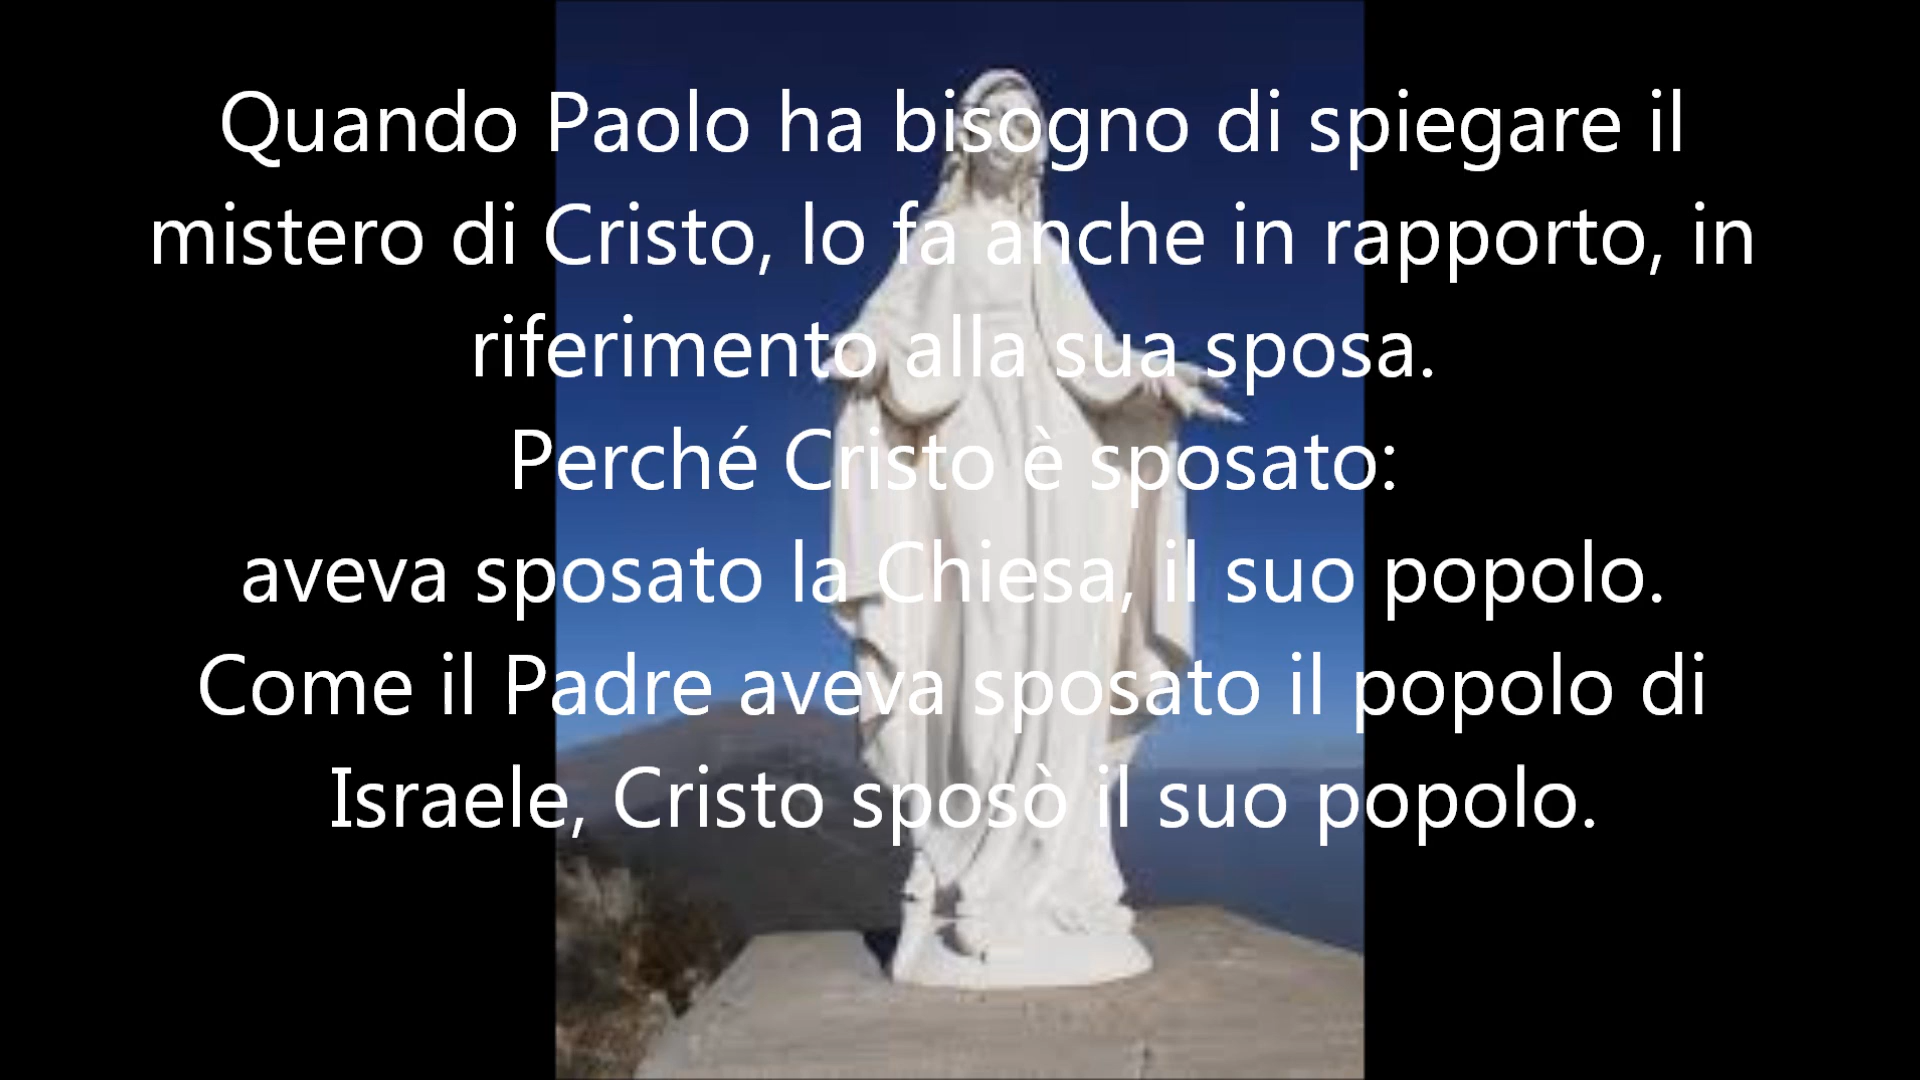 Quando Paolo ha bisogno di spiegare il
mistero di Cristo, lo fa anche in rapporto, in
riferimento alla sua sposa.
Perché Cristo è sposato:
aveva sposato la Chiesa, il suo popolo.
Come il Padre aveva sposato il popolo di
Israele, Cristo sposò il suo popolo.